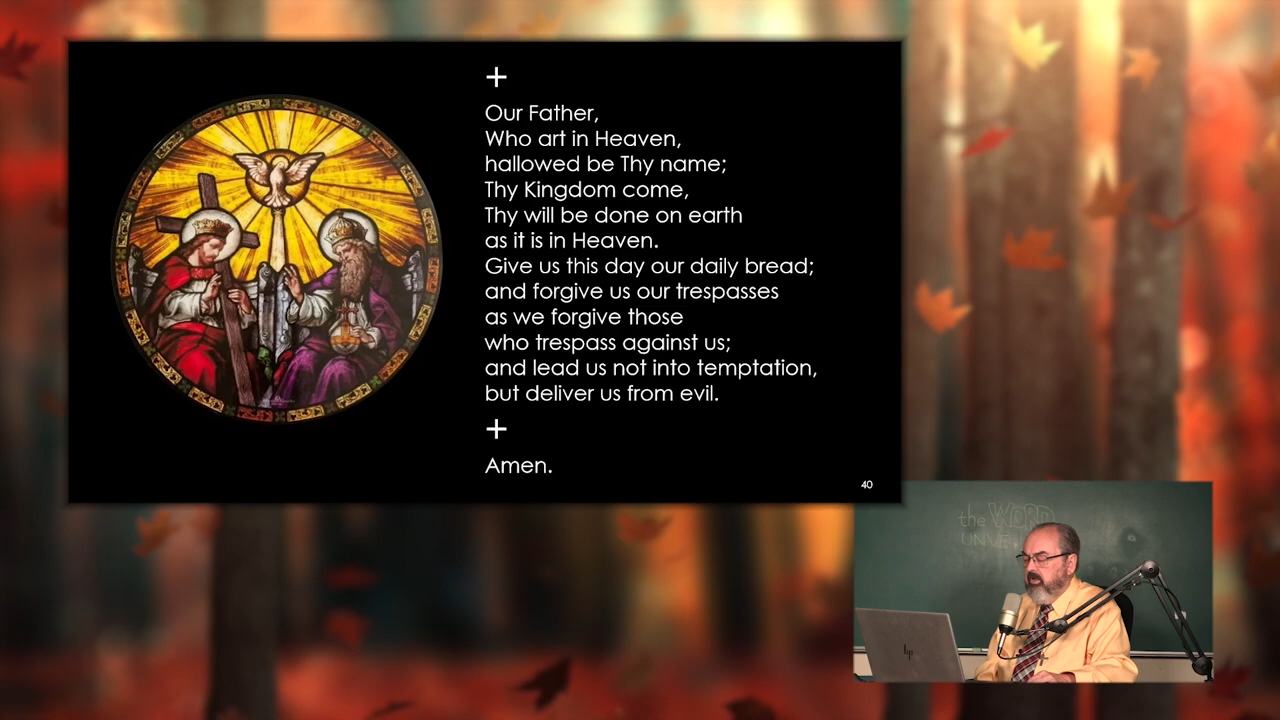 +
Our Father,
Who art in Heaven,
hallowed be Thy name;
Thy Kingdom come,
Thy will be done on earth
as it is in Heaven.
Give us this day our daily bread;
and forgive us our trespasses
as we forgive those
who trespass against us;
and lead us not into temptation,
but deliver us from evil.
+
Amen.
40
the WORD
hp